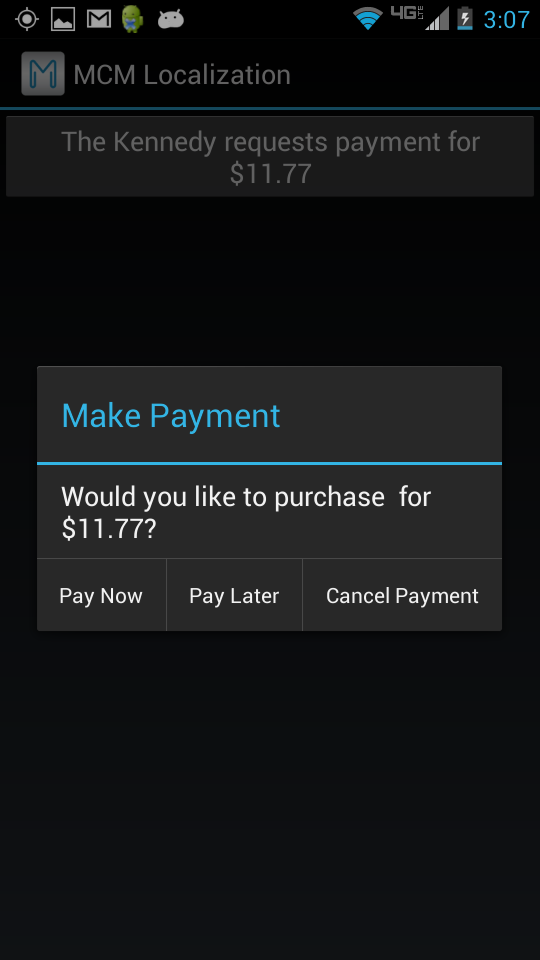 4G LTE 3:07
MCM Localization
The Kennedy requests payment for
$11.77
Make Payment
Would you like to purchase  for
$11.77?
Pay Now Pay Later Cancel Payment